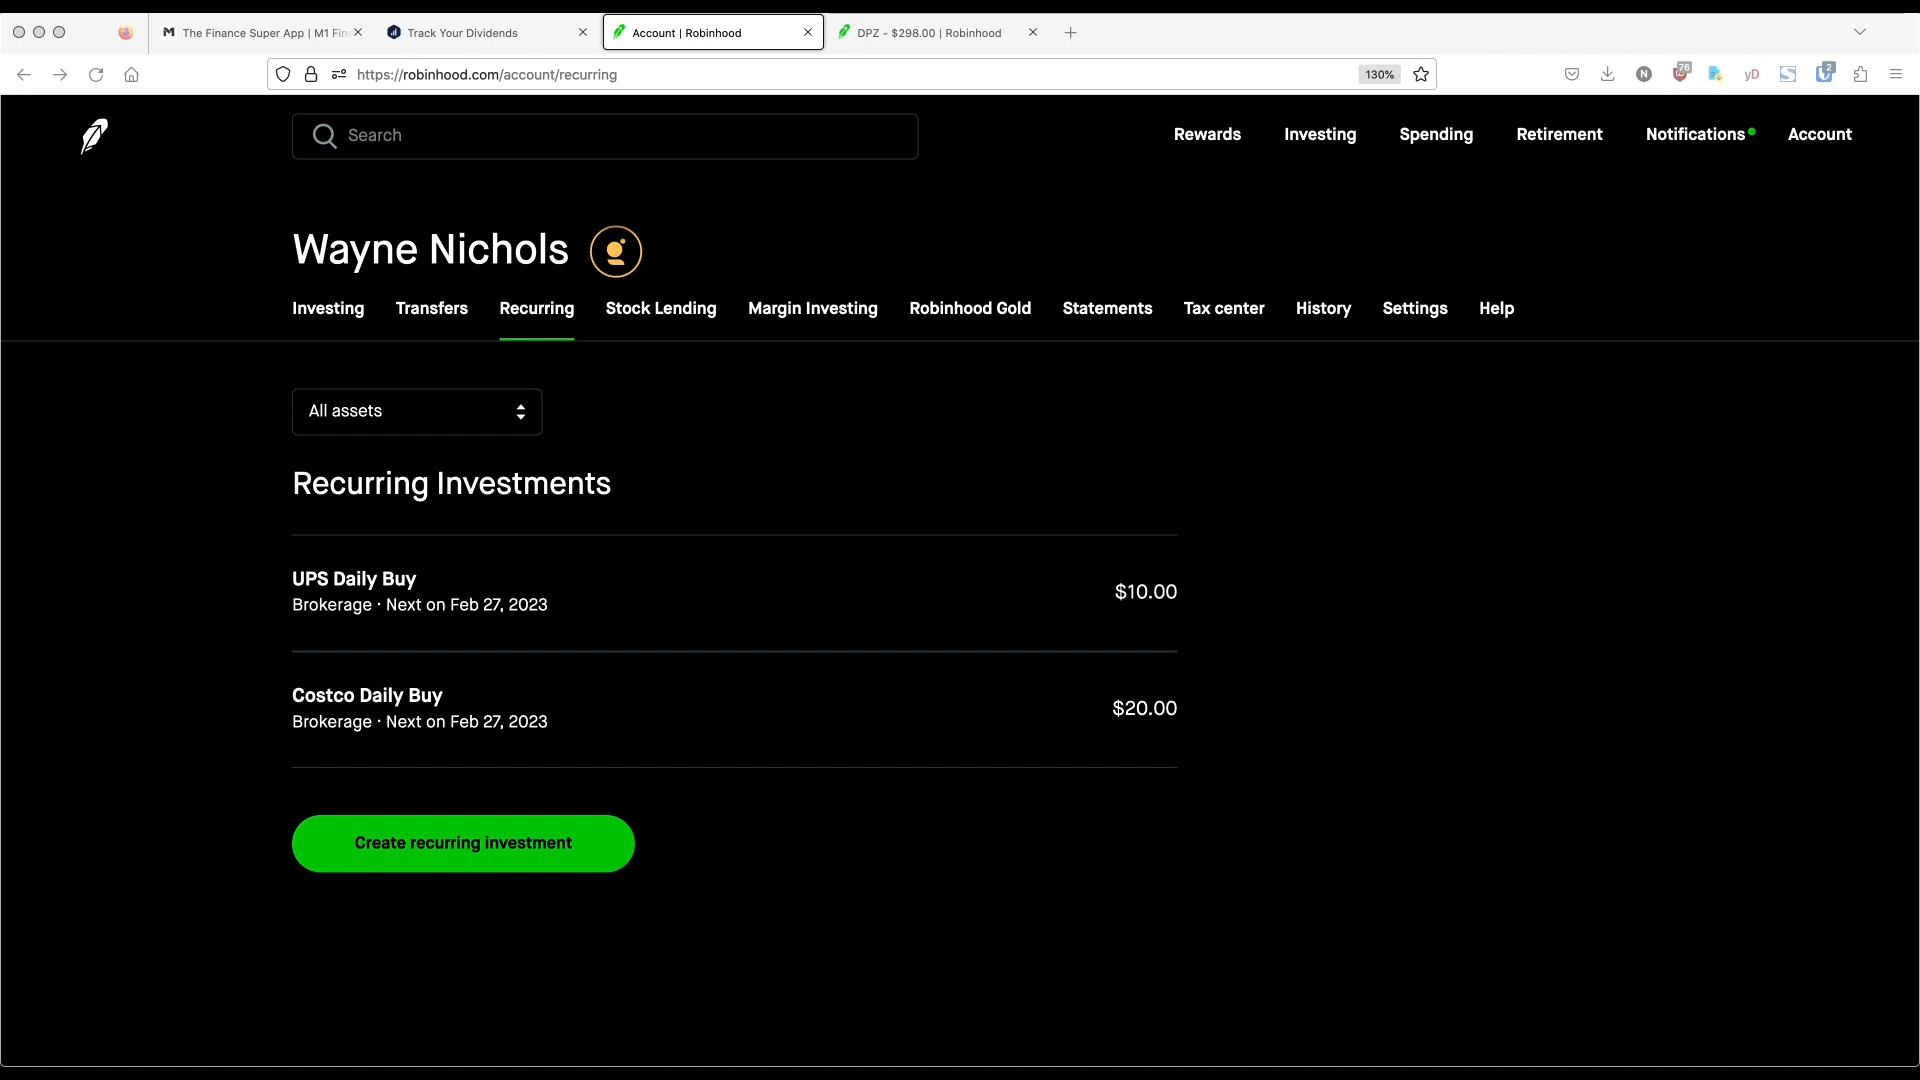 The Finance Super App | M1 Fin
Track Your Dividends
Account | Robinhood
DPZ - $298.00 | Robinhood
https://robinhood.com/account/recurring
130%
N
76
yD
2
Search
Rewards
Investing
Spending
Retirement
Notifications
Account
Wayne Nichols
Investing
Transfers
Recurring
Stock Lending
Margin Investing
Robinhood Gold
Statements
Tax center
History
Settings
Help
All assets
Recurring Investments
UPS Daily Buy
Brokerage · Next on Feb 27, 2023
$10.00
Costco Daily Buy
Brokerage · Next on Feb 27, 2023
$20.00
Create recurring investment